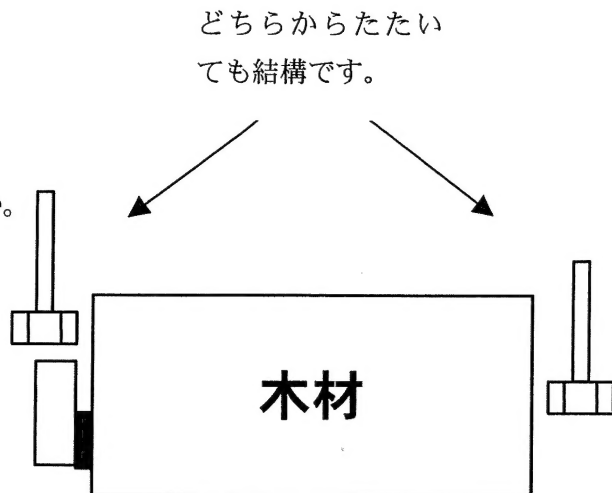 どちらからたたい
ても結構です。
。
木材